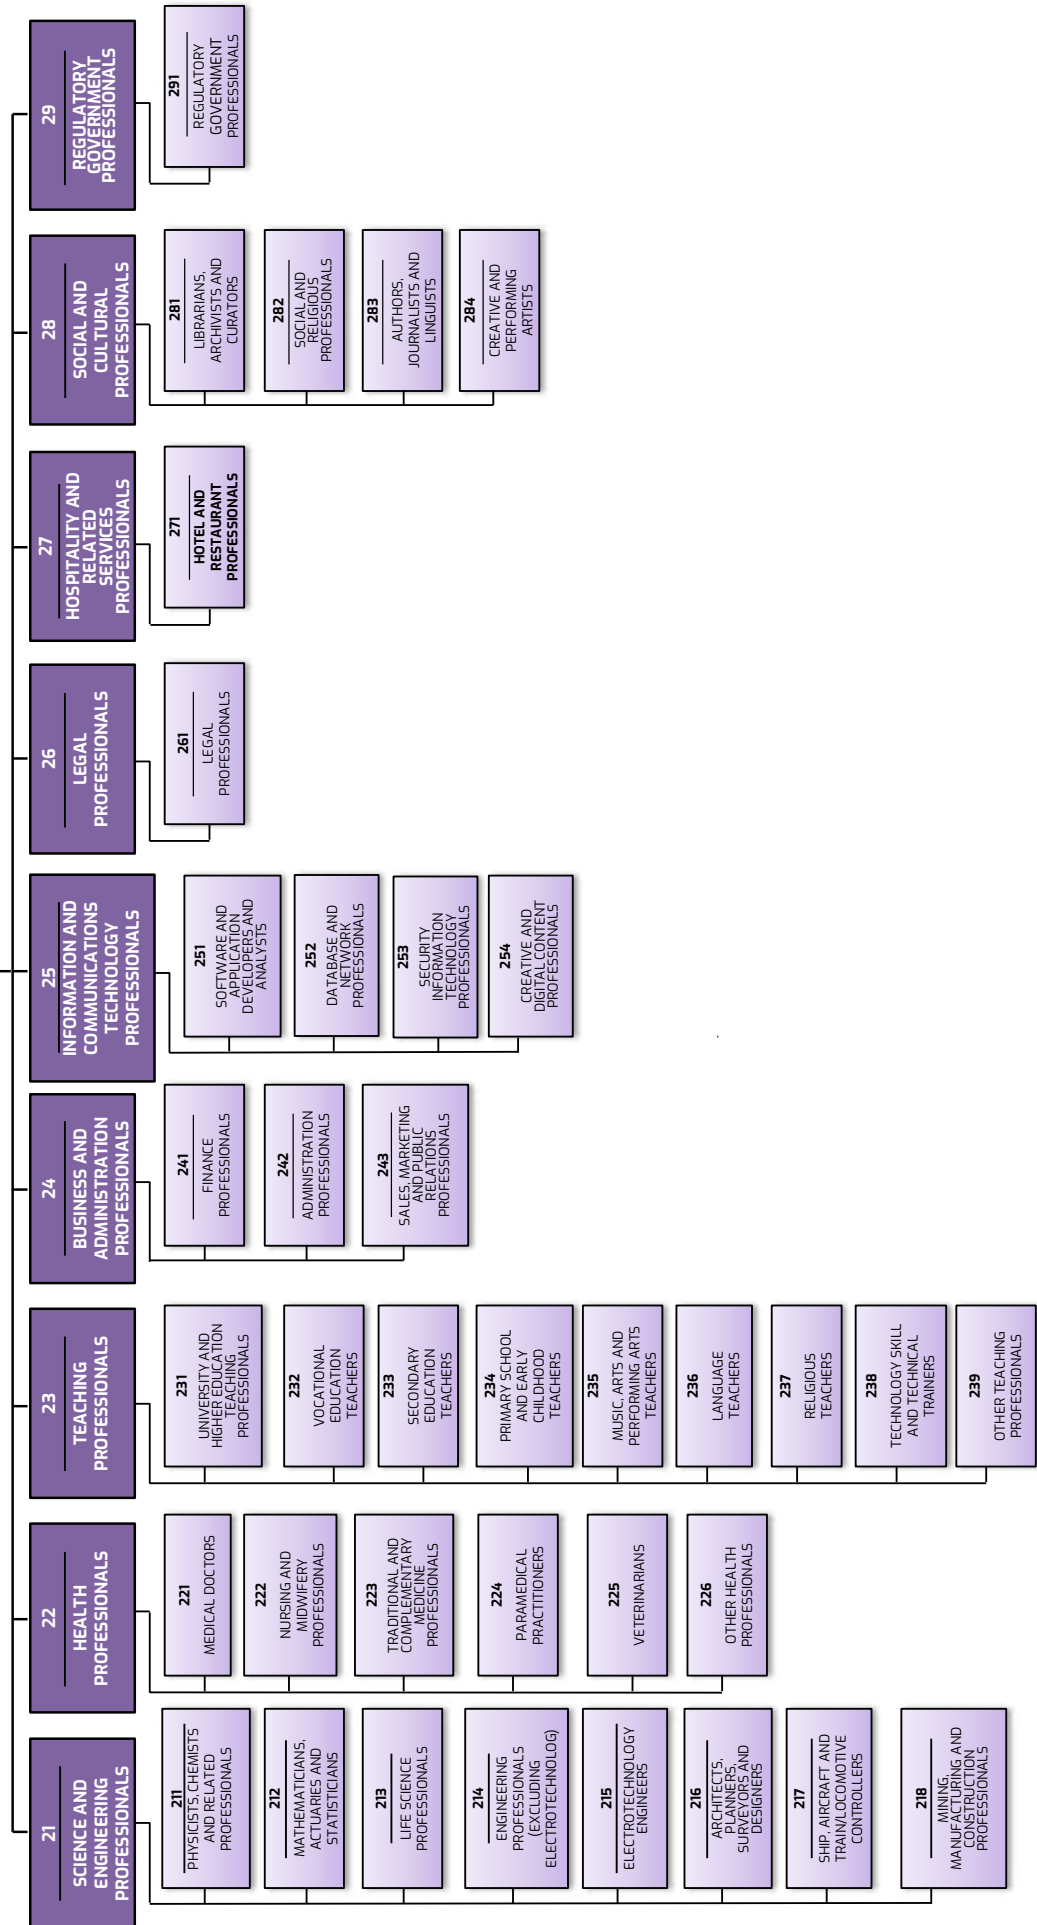 21
SCIENCE AND
ENGINEERING
PROFESSIONALS
211
PHYSICISTS, CHEMISTS
AND RELATED
PROFESSIONALS
212
MATHEMATICIANS,
ACTUARIES AND
STATISTICIANS
213
LIFE SCIENCE
PROFESSIONALS
214
ENGINEERING
PROFESSIONALS
(EXCLUDING
ELECTROTECHNOLOG)
215
ELECTROTECHNOLOGY
ENGINEERS
216
ARCHITECTS,
PLANNERS,
SURVEYORS AND
DESIGNERS
217
SHIP, AIRCRAFT AND
TRAIN/LOCOMOTIVE
CONTROLLERS
218
MINING,
MANUFACTURING AND
CONSTRUCTION
PROFESSIONALS
22
HEALTH
PROFESSIONALS
221
MEDICAL DOCTORS
222
NURSING AND
MIDWIFERY
PROFESSIONALS
223
TRADITIONAL AND
COMPLEMENTARY
MEDICINE
PROFESSIONALS
224
PARAMEDICAL
PRACTITIONERS
225
VETERINARIANS
226
OTHER HEALTH
PROFESSIONALS
23
TEACHING
PROFESSIONALS
231
UNIVERSITY AND
HIGHER EDUCATION
TEACHING
PROFESSIONALS
232
VOCATIONAL
EDUCATION
TEACHERS
233
SECONDARY
EDUCATION
TEACHERS
234
PRIMARY SCHOOL
AND EARLY
CHILDHOOD
TEACHERS
235
MUSIC, ARTS AND
PERFORMING ARTS
TEACHERS
236
LANGUAGE
TEACHERS
237
RELIGIOUS
TEACHERS
238
TECHNOLOGY SKILL
AND TECHNICAL
TRAINERS
239
OTHER TEACHING
PROFESSIONALS
24
BUSINESS AND
ADMINISTRATION
PROFESSIONALS
241
FINANCE
PROFESSIONALS
242
ADMINISTRATION
PROFESSIONALS
243
SALES, MARKETING
AND PUBLIC
RELATIONS
PROFESSIONALS
25
INFORMATION AND
COMMUNICATIONS
TECHNOLOGY
PROFESSIONALS
251
SOFTWARE AND
APPLICATION
DEVELOPERS AND
ANALYSTS
252
DATABASE AND
NETWORK
PROFESSIONALS
253
SECURITY
INFORMATION
TECHNOLOGY
PROFESSIONALS
254
CREATIVE AND
DIGITAL CONTENT
PROFESSIONALS
26
LEGAL
PROFESSIONALS
261
LEGAL
PROFESSIONALS
27
HOSPITALITY AND
RELATED
SERVICES
PROFESSIONALS
271
HOTEL AND
RESTAURANT
PROFESSIONALS
28
SOCIAL AND
CULTURAL
PROFESSIONALS
281
LIBRARIANS,
ARCHIVISTS AND
CURATORS
282
SOCIAL AND
RELIGIOUS
PROFESSIONALS
283
AUTHORS,
JOURNALISTS AND
LINGUISTS
284
CREATIVE AND
PERFORMING
ARTISTS
29
REGULATORY
GOVERNMENT
PROFESSIONALS
291
REGULATORY
GOVERNMENT
PROFESSIONALS